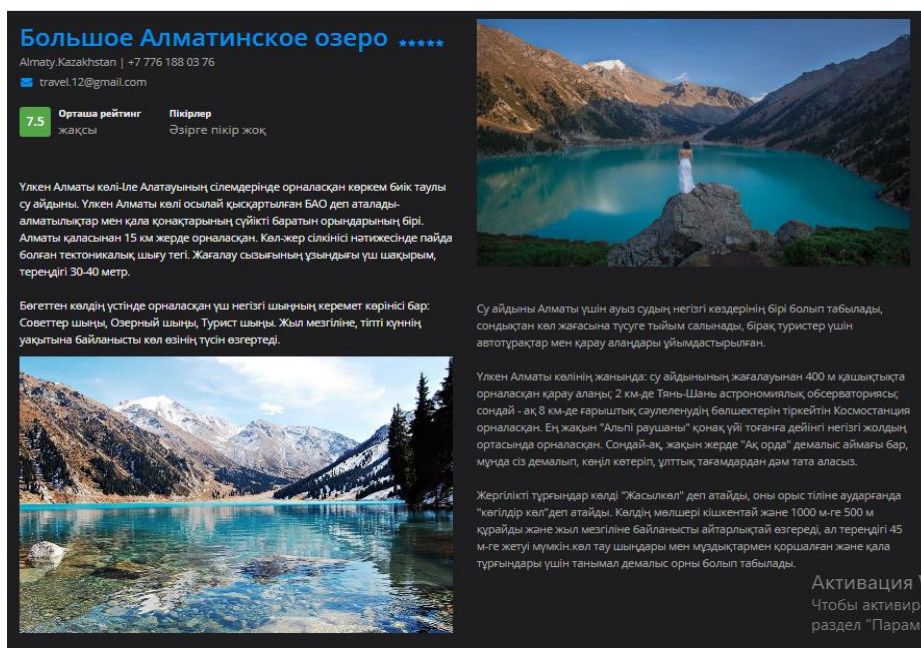 Большое Алматинское озеро
Almaty.Kazakhstan | +7 776 188 03 76
travel.12@gmail.com
7.5
Орташа рейтинг
жақсы
Пікірлер
Әзірге пікір жоқ
Үлкен Алматы көлі-Іле Алатауының сілемдерінде орналасқан көркем биік таулы
су айдыны. Үлкен Алматы көлі осылай қысқартылған БАО деп аталады-
алматылықтар мен қала қонақтарының сүйікті баратын орындарының бірі.
Алматы қаласынан 15 км жерде орналасқан. Көл-жер сілкінісі нәтижесінде пайда
болған тектоникалық шығу тегі. Жағалау сызығының ұзындығы үш шақырым,
тереңдігі 30-40 метр.
Бөгеттен көлдің үстінде орналасқан үш негізгі шыңның керемет көрінісі бар:
Советтер шыңы, Озерный шыңы, Турист шыңы. Жыл мезгіліне, тіпті күннің
уақытына байланысты көл өзінің түсін өзгертеді.
Су айдыны Алматы үшін ауыз судың негізгі көздерінің бірі болып табылады,
сондықтан көл жағасына түсуге тыйым салынады, бірақ туристер үшін
автотұрақтар мен қарау алаңдары ұйымдастырылған.
Үлкен Алматы көлінің жанында: су айдынының жағалауынан 400 м қашықтықта
орналасқан қарау алаңы; 2 км-де Тянь-Шань астрономиялық обсерваториясы;
сондай - ақ 8 км-де ғарыштық сәулеленудің бөлшектерін тіркейтін Космостанция
орналасқан. Ең жақын "Альпі раушаны" қонақ үйі тоғанға дейінгі негізгі жолдың
ортасында орналасқан. Сондай-ақ, жақын жерде "Ақ орда" демалыс аймағы бар,
мұнда сіз демалып, көңіл көтеріп, ұлттық тағамдардан дәм тата аласыз.
Жергілікті тұрғындар көлді "Жасылкөл" деп атайды, оны орыс тіліне аударғанда
"көгілдір көл"деп атайды. Көлдің мөлшері кішкентай және 1000 м-ге 500 м
құрайды және жыл мезгіліне байланысты айтарлықтай өзгереді, ал тереңдігі 45
м-ге жетуі мүмкін.көл тау шыңдары мен мұздықтармен қоршалған және қала
тұрғындары үшін танымал демалыс орны болып табылады.
Активация
Чтобы активир
раздел "Парам